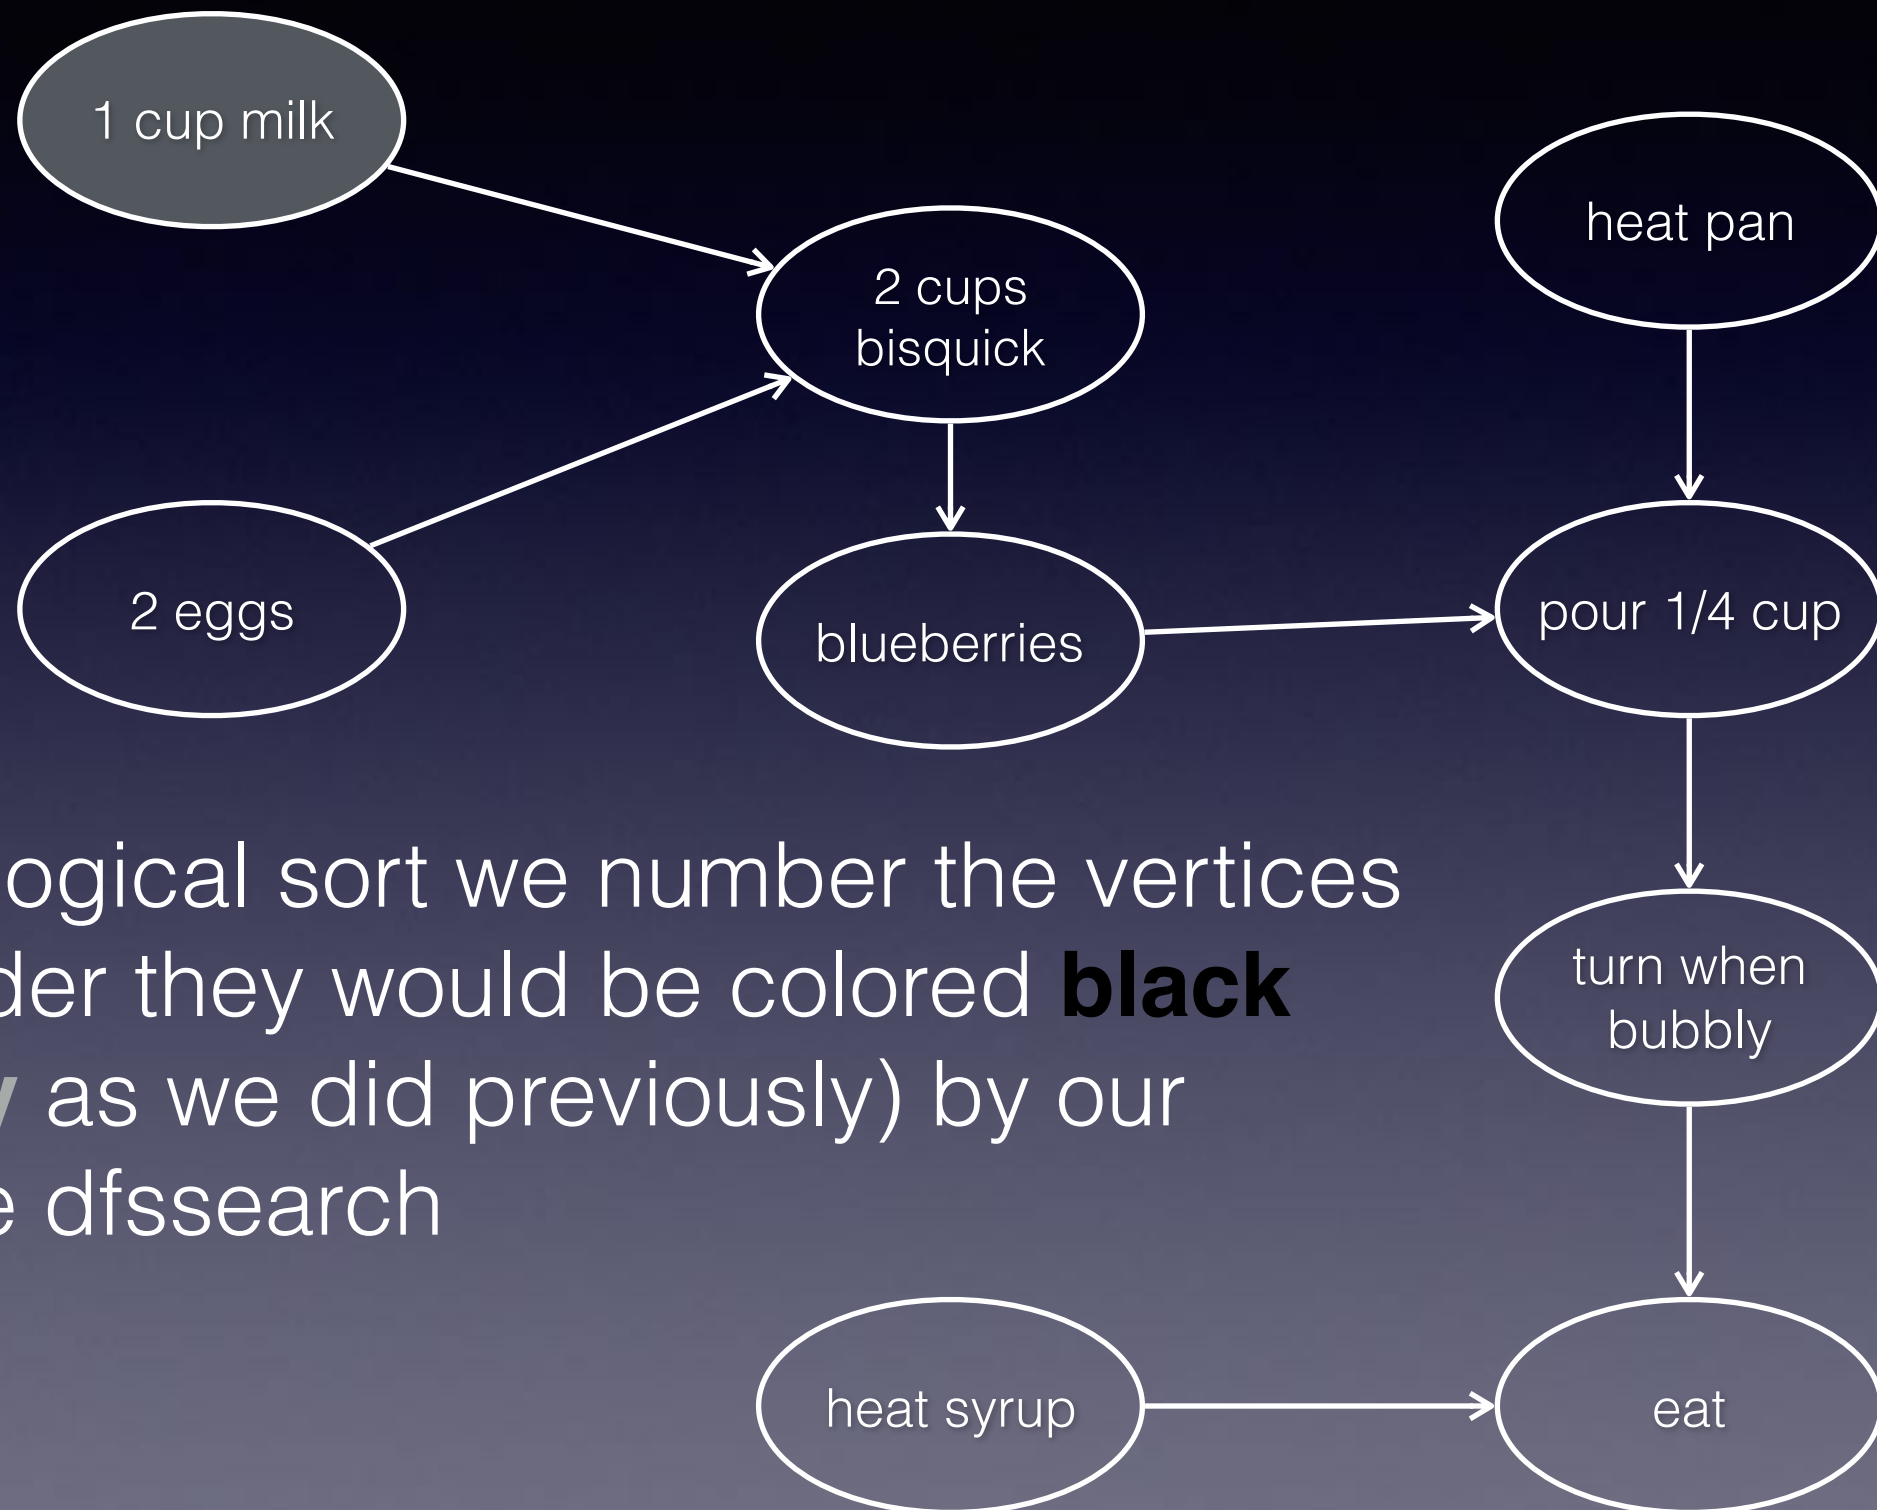 1 cup milk
heat pan
2 cups
bisquick
2 eggs
blueberries
pour 1/4 cup
ogical sort we number the vertices
der they would be colored black
y as we did previously) by our
e dfssearch
turn when
bubbly
heat syrup
eat